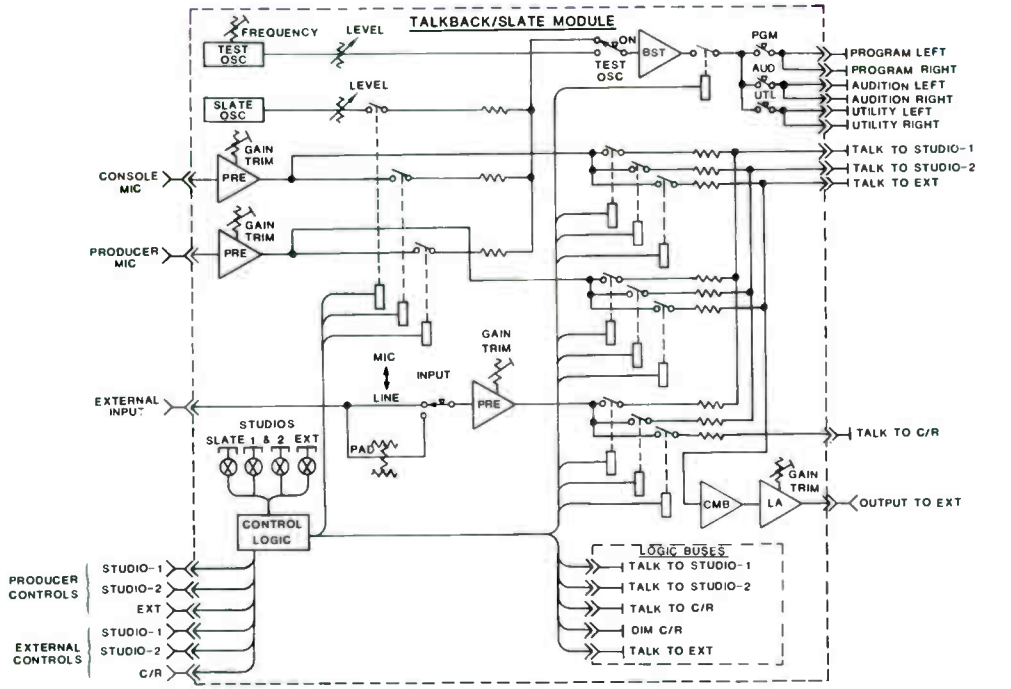 TALKBACK/SLATE MODULE
FREQUENCY
TEST
OSC
LEVEL
ON
TEST
OSC
BST
PGM
AUD
UTL
PROGRAM LEFT
PROGRAM RIGHT
AUDITION LEFT
AUDITION RIGHT
UTILITY LEFT
UTILITY RIGHT
SLATE
OSC
LEVEL
GAIN
TRIM
CONSOLE
MIC
PRE
TALK TO STUDIO-1
TALK TO STUDIO-2
TALK TO EXT
GAIN
TRIM
PRODUCER
MIC
PRE
MIC
LINE
INPUT
GAIN
TRIM
PRE
EXTERNAL
INPUT
PAD
STUDIOS
SLATE 1 & 2 EXT
TALK TO C/R
CMB
LA
GAIN
TRIM
OUTPUT TO EXT
CONTROL
LOGIC
PRODUCER
CONTROLS
STUDIO-1
STUDIO-2
EXT
EXTERNAL
CONTROLS
STUDIO-1
STUDIO-2
C/R
LOGIC BUSES
TALK TO STUDIO-1
TALK TO STUDIO-2
TALK TO C/R
DIM C/R
TALK TO EXT